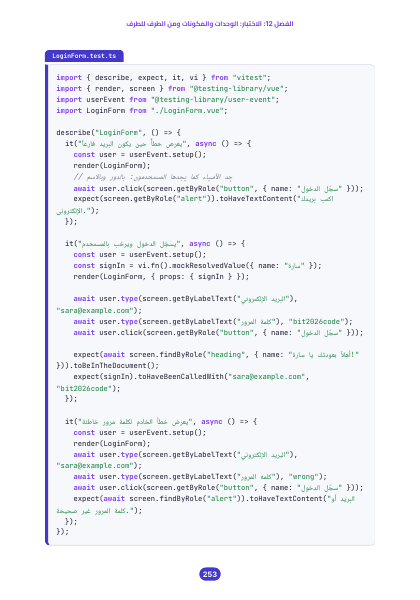 الفصل 12: الاختبار: الوحدات والمكونات ومن الطرف للطرف
LoginForm.test.ts
import { describe, expect, it, vi } from "vitest";
import { render, screen } from "@testing-library/vue";
import userEvent from "@testing-library/user-event";
import LoginForm from "./LoginForm.vue";
describe("LoginForm", () => {
it("يعرض خطأ حين يكون البريد فارغاً", async () => {
const user = userEvent.setup();
render(LoginForm);
// جد الأشياء كما يجدها المستخدمون: بالدور وبالاسم
await user.click(screen.getByRole("button", { name: "سجّل الدخول" }));
expect(screen.getByRole("alert")).toHaveTextContent("اكتب بريدك
الإلكتروني.");
});
it("يسجّل الدخول ويرحّب بالمستخدم", async () => {
const user = userEvent.setup();
const signIn = vi.fn().mockResolvedValue({ name: "سارة" });
render(LoginForm, { props: { signIn } });
await user.type(screen.getByLabelText("البريد الإلكتروني"),
"sara@example.com");
await user.type(screen.getByLabelText("كلمة المرور"), "bit2026code");
await user.click(screen.getByRole("button", { name: "سجّل الدخول" }));
expect(await screen.findByRole("heading", { name: "أهلاً بعودتك يا سارة!"
})).toBeInTheDocument();
expect(signIn).toHaveBeenCalledWith("sara@example.com",
"bit2026code");
});
it("يعرض خطأ الخادم لكلمة مرور خاطئة", async () => {
const user = userEvent.setup();
render(LoginForm);
await user.type(screen.getByLabelText("البريد الإلكتروني"),
"sara@example.com");
await user.type(screen.getByLabelText("كلمة المرور"), "wrong");
await user.click(screen.getByRole("button", { name: "سجّل الدخول" }));
expect(await screen.findByRole("alert")).toHaveTextContent("البريد أو
كلمة المرور غير صحيحة.");
});
});
253